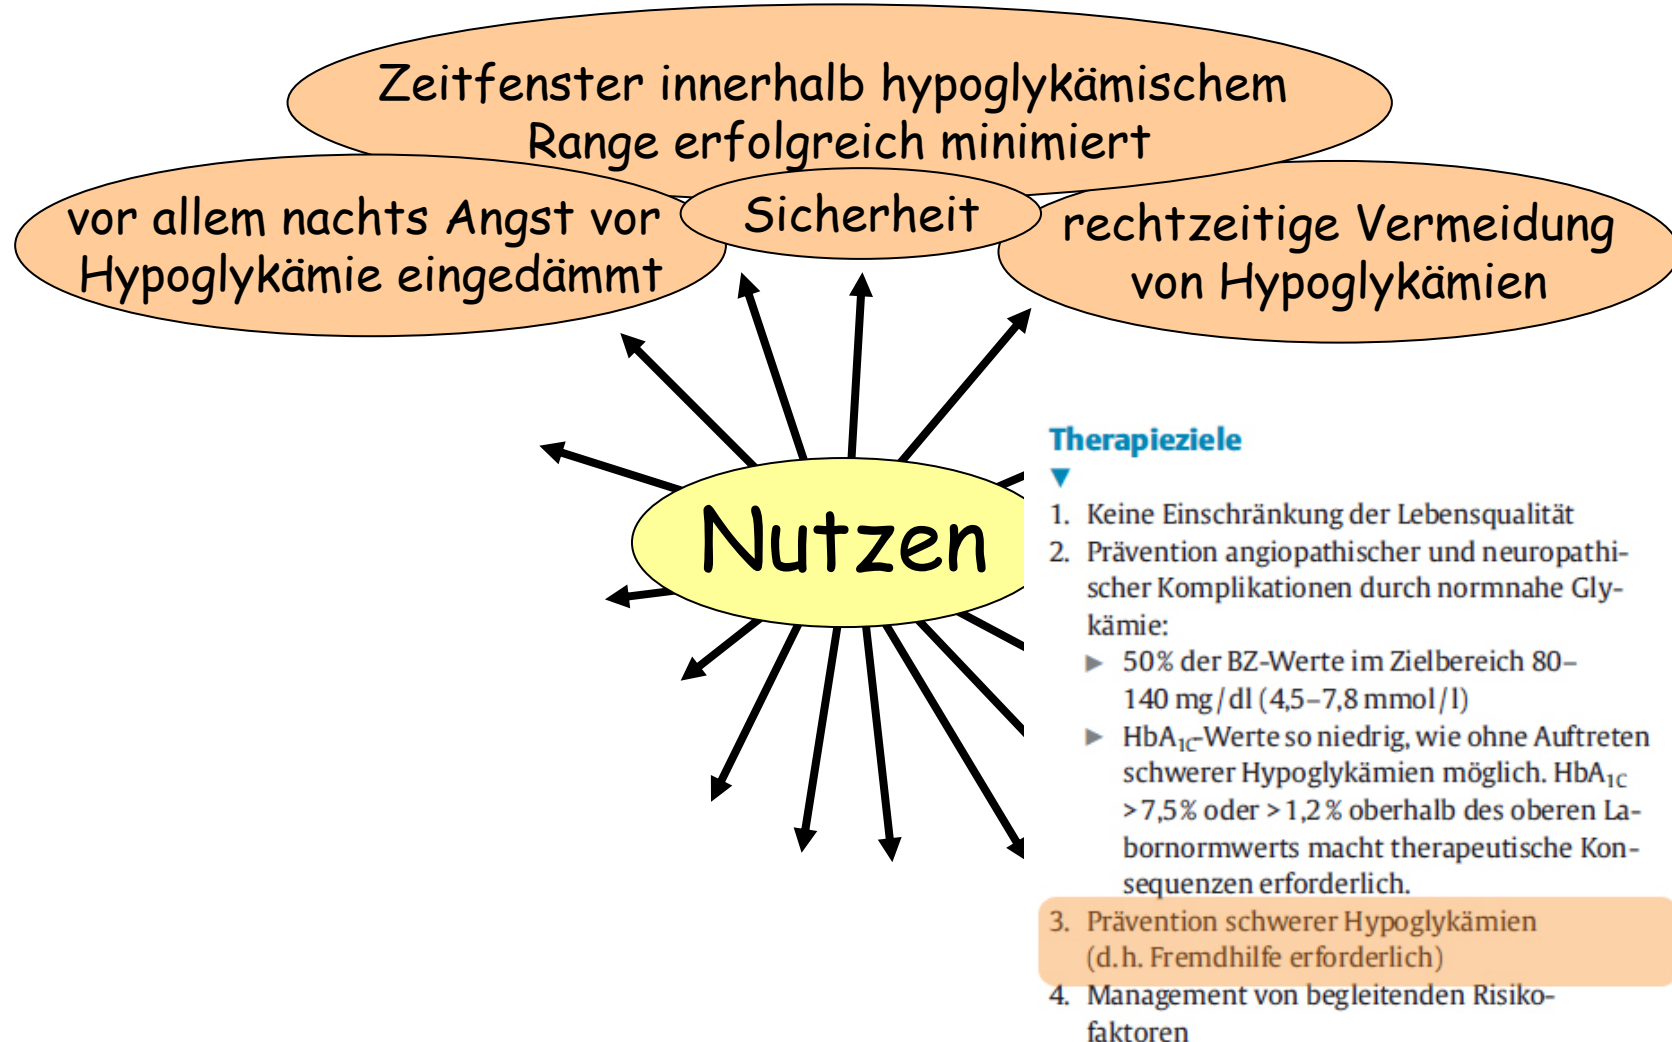 Zeitfenster innerhalb hypoglykämischem
Range erfolgreich minimiert
vor allem nachts Angst vor
Hypoglykämie eingedämmt
Sicherheit
rechtzeitige Vermeidung
von Hypoglykämien
Nutzen
Therapieziele
1. Keine Einschränkung der Lebensqualität
2. Prävention angiopathischer und neuropathi-
scher Komplikationen durch normnahe Gly-
kämie:
▶ 50% der BZ-Werte im Zielbereich 80–
140 mg/dl (4,5–7,8 mmol/l)
▶ HbA1C-Werte so niedrig, wie ohne Auftreten
schwerer Hypoglykämien möglich. HbA1C
>7,5% oder >1,2% oberhalb des oberen La-
bornormwerts macht therapeutische Kon-
sequenzen erforderlich.
3. Prävention schwerer Hypoglykämien
(d.h. Fremdhilfe erforderlich)
4. Management von begleitenden Risiko-
faktoren